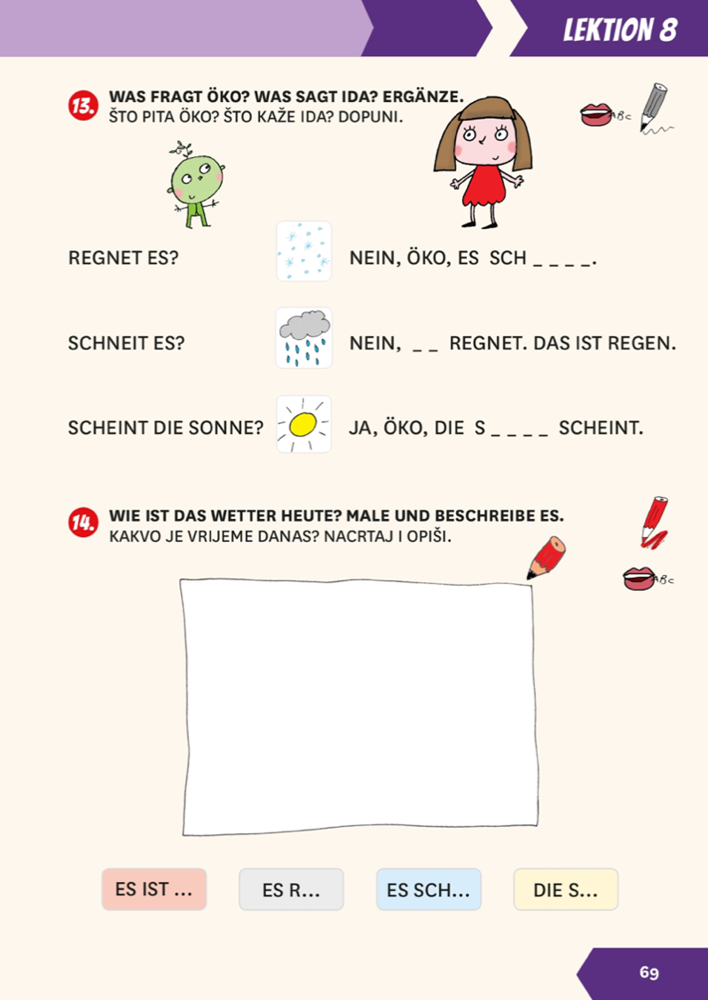 LEKTION 8
13. WAS FRAGT ÖKO? WAS SAGT IDA? ERGÄNZE.
ŠTO PITA ÖKO? ŠTO KAŽE IDA? DOPUNI.
ABC
REGNET ES? NEIN, ÖKO, ES SCH _ _ _ _.
SCHNEIT ES? NEIN, _ _ REGNET. DAS IST REGEN.
SCHEINT DIE SONNE? JA, ÖKO, DIE S _ _ _ _ SCHEINT.
14. WIE IST DAS WETTER HEUTE? MALE UND BESCHREIBE ES.
KAKVO JE VRIJEME DANAS? NACRTAJ I OPIŠI.
ABC
ES IST ... ES R... ES SCH... DIE S...
69